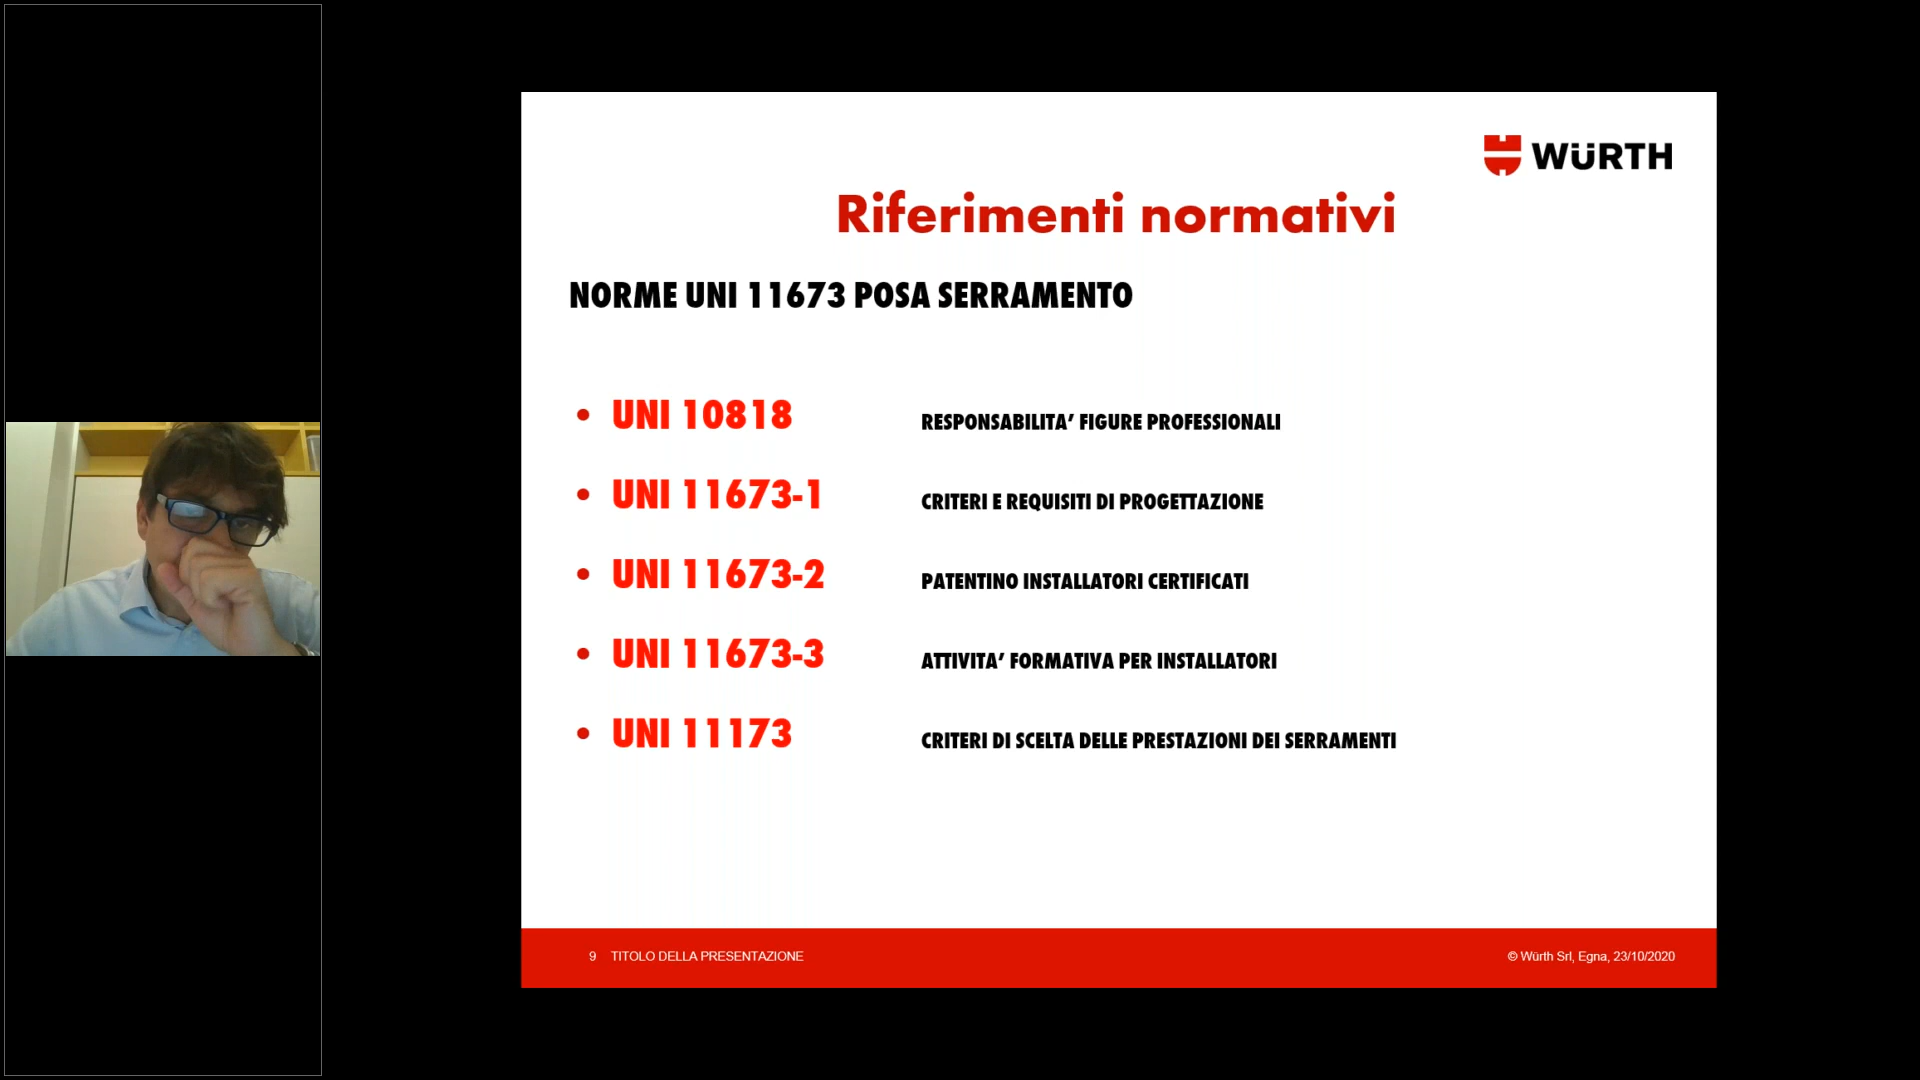 WÜRTH
Riferimenti normativi
NORME UNI 11673 POSA SERRAMENTO
• UNI 10818 RESPONSABILITA’ FIGURE PROFESSIONALI
• UNI 11673-1 CRITERI E REQUISITI DI PROGETTAZIONE
• UNI 11673-2 PATENTINO INSTALLATORI CERTIFICATI
• UNI 11673-3 ATTIVITA’ FORMATIVA PER INSTALLATORI
• UNI 11173 CRITERI DI SCELTA DELLE PRESTAZIONI DEI SERRAMENTI
9 TITOLO DELLA PRESENTAZIONE © Würth Srl, Egna, 23/10/2020